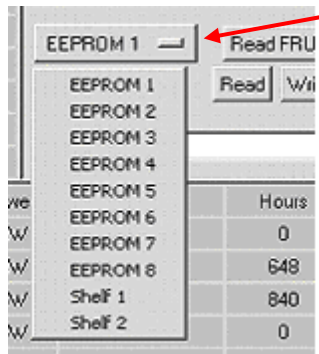 EEPROM 1
Read FRU
EEPROM 1
Read
EEPROM 2
EEPROM 3
EEPROM 4
EEPROM 5
EEPROM 6
Hours
EEPROM 7
0
EEPROM 8
648
Shelf 1
840
Shelf 2
0